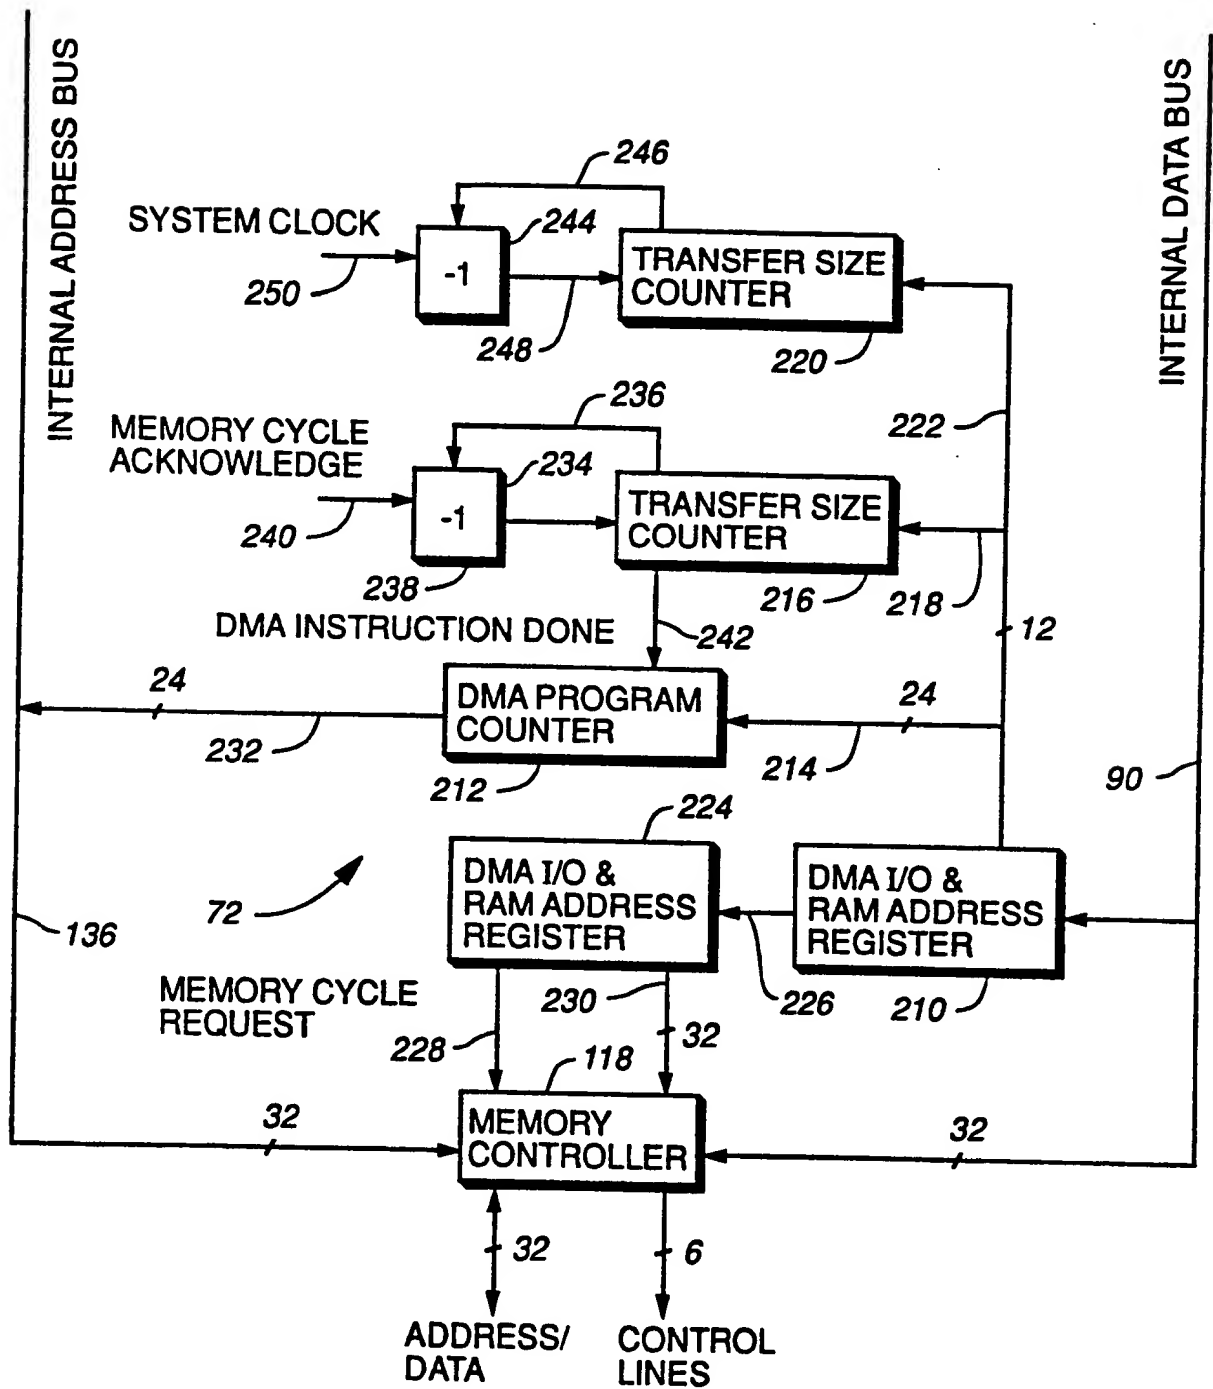 INTERNAL ADDRESS BUS
INTERNAL DATA BUS
246
SYSTEM CLOCK
244
-1
TRANSFER SIZE
COUNTER
250
248
220
236
222
MEMORY CYCLE
ACKNOWLEDGE
234
-1
TRANSFER SIZE
COUNTER
240
238
216
218
DMA INSTRUCTION DONE
242
12
24
DMA PROGRAM
COUNTER
24
232
212
214
90
224
DMA I/O &
RAM ADDRESS
REGISTER
DMA I/O &
RAM ADDRESS
REGISTER
72
136
MEMORY CYCLE
REQUEST
230
226
210
228
32
118
32
MEMORY
CONTROLLER
32
32
6
ADDRESS/
DATA
CONTROL
LINES